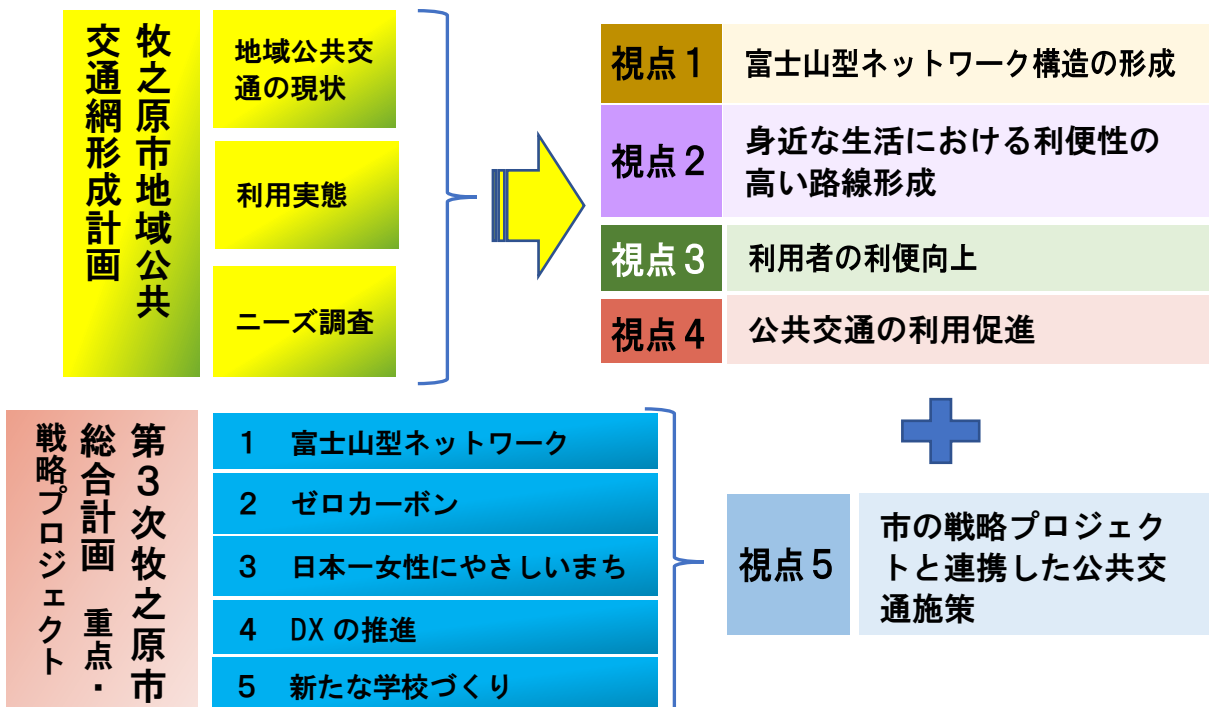 牧之原市地域公共
交通網形成計画
地域公共交
通の現状
利用実態
ニーズ調査
視点１
富士山型ネットワーク構造の形成
視点２
身近な生活における利便性の
高い路線形成
視点３
利用者の利便向上
視点４
公共交通の利用促進
第３次牧之原市
総合計画　重点・
戦略プロジェクト
１　富士山型ネットワーク
２　ゼロカーボン
３　日本一女性にやさしいまち
４　DXの推進
５　新たな学校づくり
視点５
市の戦略プロジェク
トと連携した公共交
通施策